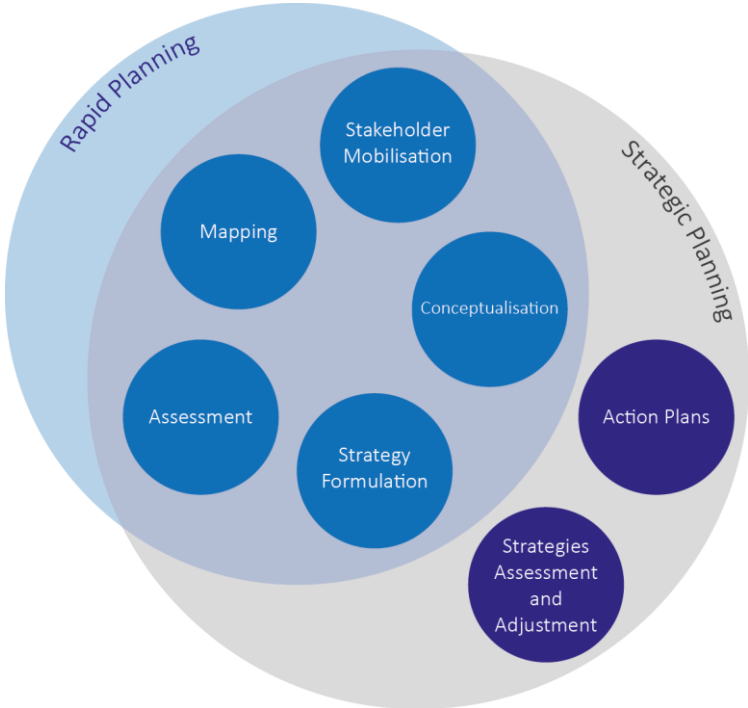 Rapid Planning
Strategic Planning
Stakeholder
Mobilisation
Mapping
Conceptualisation
Assessment
Strategy
Formulation
Action Plans
Strategies
Assessment
and
Adjustment